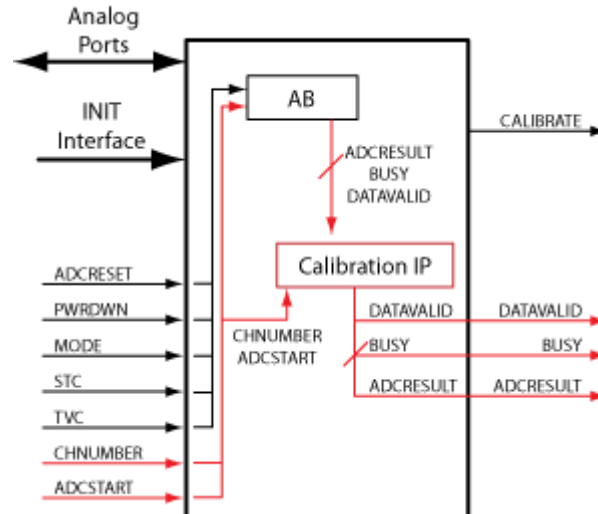 Analog
Ports
INIT
Interface
AB
CALIBRATE
ADCRESULT
BUSY
DATAVALID
Calibration IP
ADCRESET
PWRDWN
MODE
STC
TVC
CHNUMBER
ADCSTART
CHNUMBER
ADCSTART
DATAVALID
DATAVALID
BUSY
BUSY
ADCRESULT
ADCRESULT